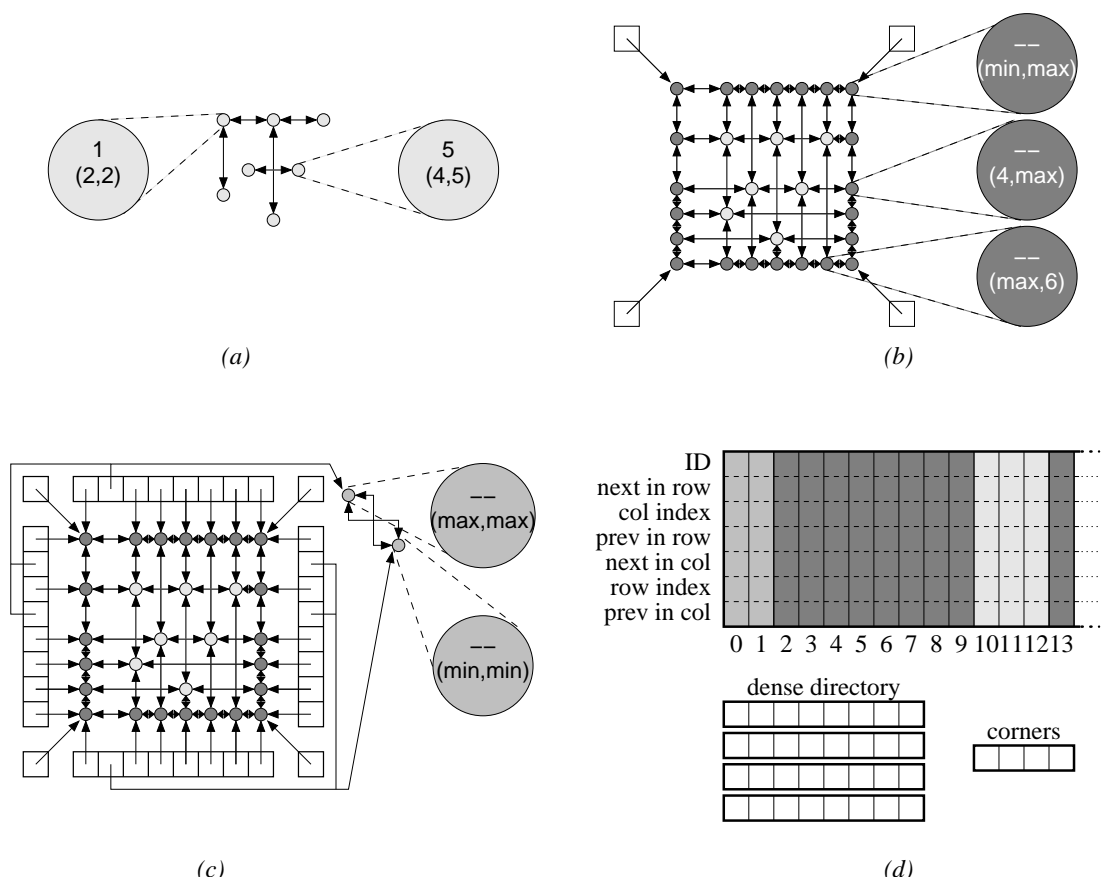 1
(2,2)
5
(4,5)
(a)
−−
(min,max)
−−
(4,max)
−−
(max,6)
(b)
−−
(max,max)
−−
(min,min)
(c)
ID
next in row
col index
prev in row
next in col
row index
prev in col
0 1 2 3 4 5 6 7 8 9 10 11 12 13
dense directory
corners
(d)